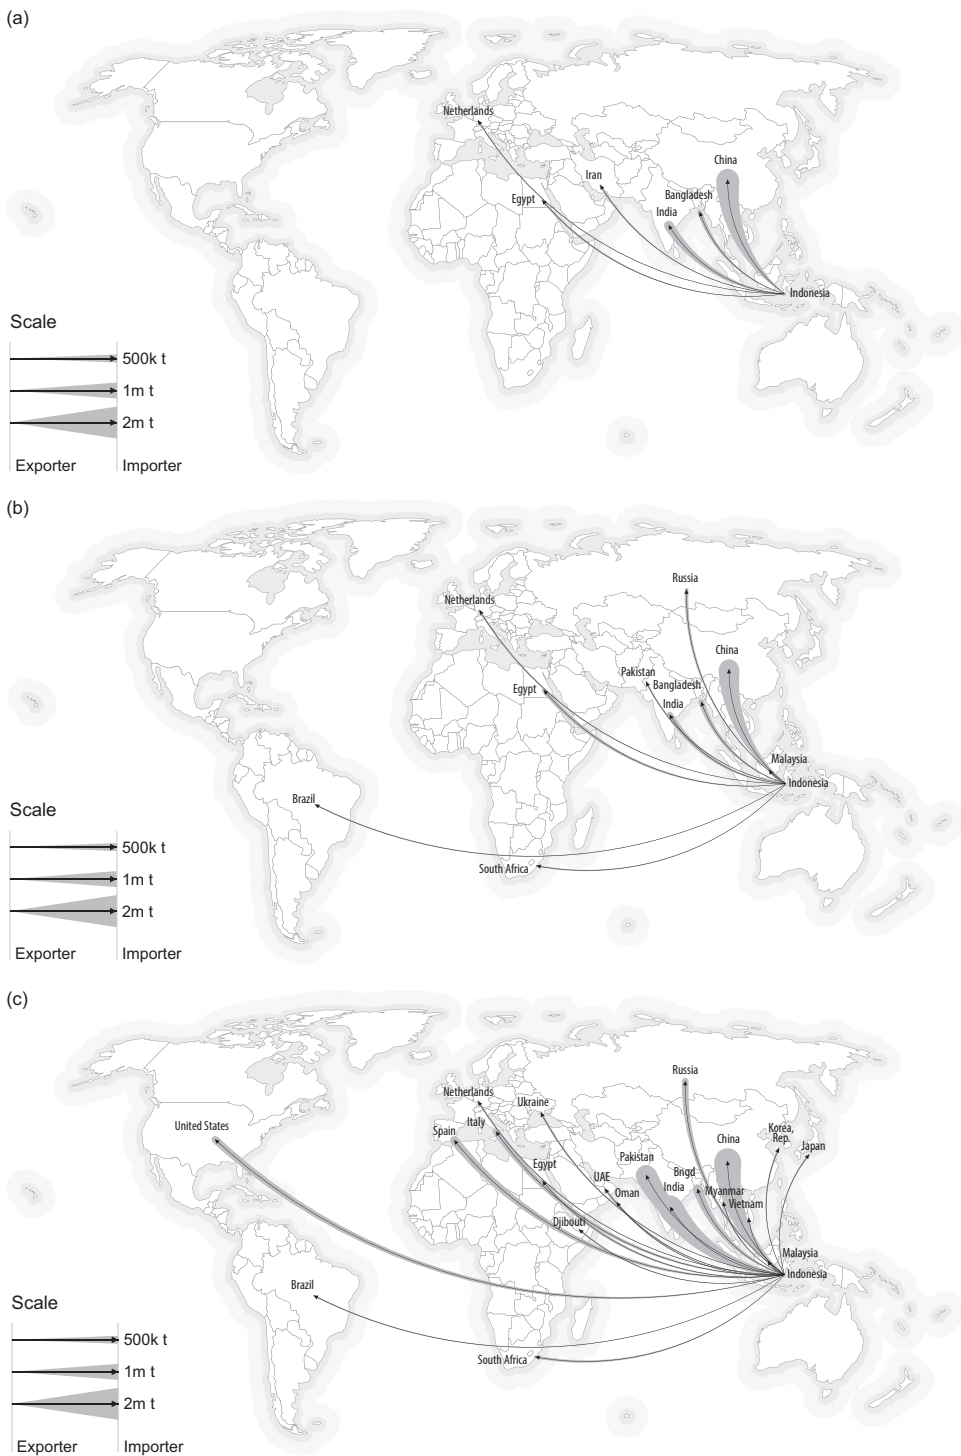 (a)
Netherlands
China
Iran
Bangladesh
Egypt
India
Indonesia
Scale
500k t
1m t
2m t
Exporter
Importer
(b)
Russia
Netherlands
China
Pakistan
Bangladesh
Egypt
India
Malaysia
Indonesia
Brazil
South Africa
Scale
500k t
1m t
2m t
Exporter
Importer
(c)
Russia
Netherlands
Ukraine
United States
Italy
Spain
Korea,
Rep.
China
Japan
Pakistan
Egypt
Bngd
UAE
India
Oman
Myanmar
Vietnam
Djibouti
Malaysia
Indonesia
Brazil
South Africa
Scale
500k t
1m t
2m t
Exporter
Importer